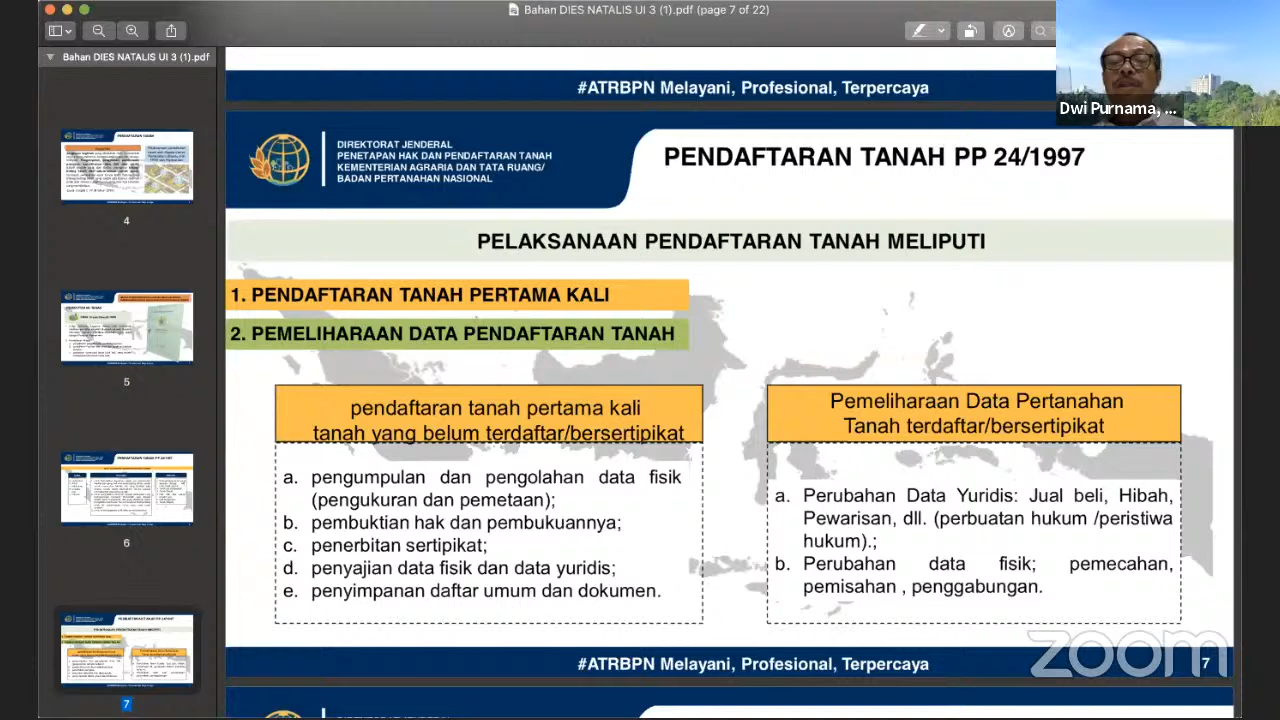 Bahan DIES NATALIS UI 3 (1).pdf (page 7 of 22)
Bahan DIES NATALIS UI 3 (1).pdf
4
5
6
7
Dwi Purnama, ...
#ATRBPN Melayani, Profesional, Terpercaya
DIREKTORAT JENDERAL
PENETAPAN HAK DAN PENDAFTARAN TANAH
KEMENTERIAN AGRARIA DAN TATA RUANG/
BADAN PERTANAHAN NASIONAL
PENDAFTARAN TANAH PP 24/1997
PELAKSANAAN PENDAFTARAN TANAH MELIPUTI
1. PENDAFTARAN TANAH PERTAMA KALI
2. PEMELIHARAAN DATA PENDAFTARAN TANAH
pendaftaran tanah pertama kali
tanah yang belum terdaftar/bersertipikat
a. pengumpulan dan pengoahan data fisik
(pengukuran dan pemetaan);
b. pembuktian hak dan pembukuannya;
c. penerbitan sertipikat;
d. penyajian data fisik dan data yuridis;
e. penyimpanan daftar umum dan dokumen.
Pemeliharaan Data Pertanahan
Tanah terdaftar/bersertipikat
a. Perubahan Data Yuridis: Jual beli, Hibah,
Pewarisan, dll. (perbuatan hukum /peristiwa
hukum).;
b. Perubahan data fisik; pemecahan,
pemisahan , penggabungan.
#ATRBPN Melayani, Profesional, Terpercaya
7
zoom